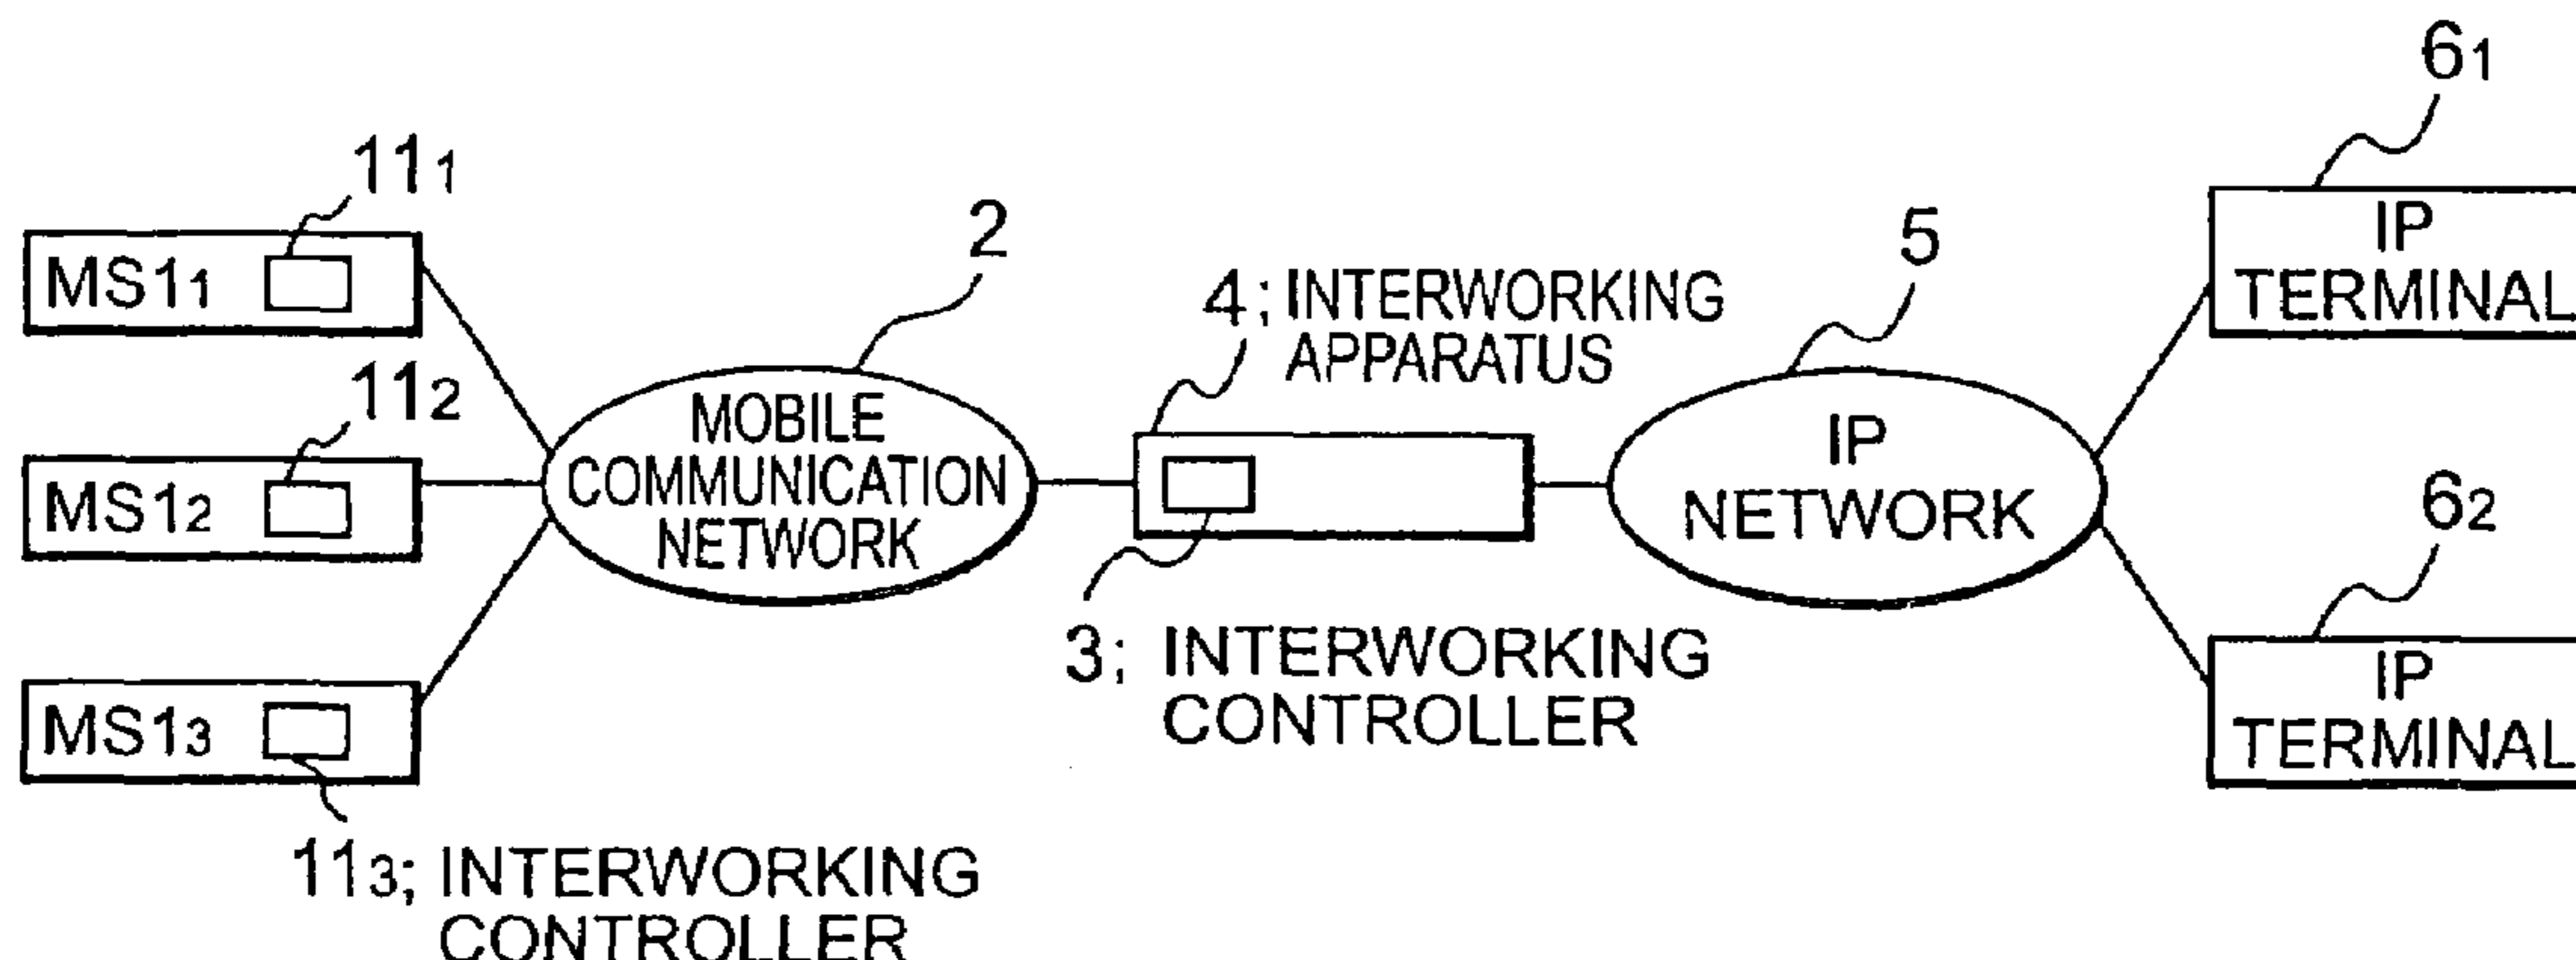 11₁
MS1₁
11₂
MS1₂
MS1₃
11₃; INTERWORKING
CONTROLLER
2
MOBILE
COMMUNICATION
NETWORK
4; INTERWORKING
APPARATUS
3; INTERWORKING
CONTROLLER
5
IP
NETWORK
6₁
IP
TERMINAL
6₂
IP
TERMINAL